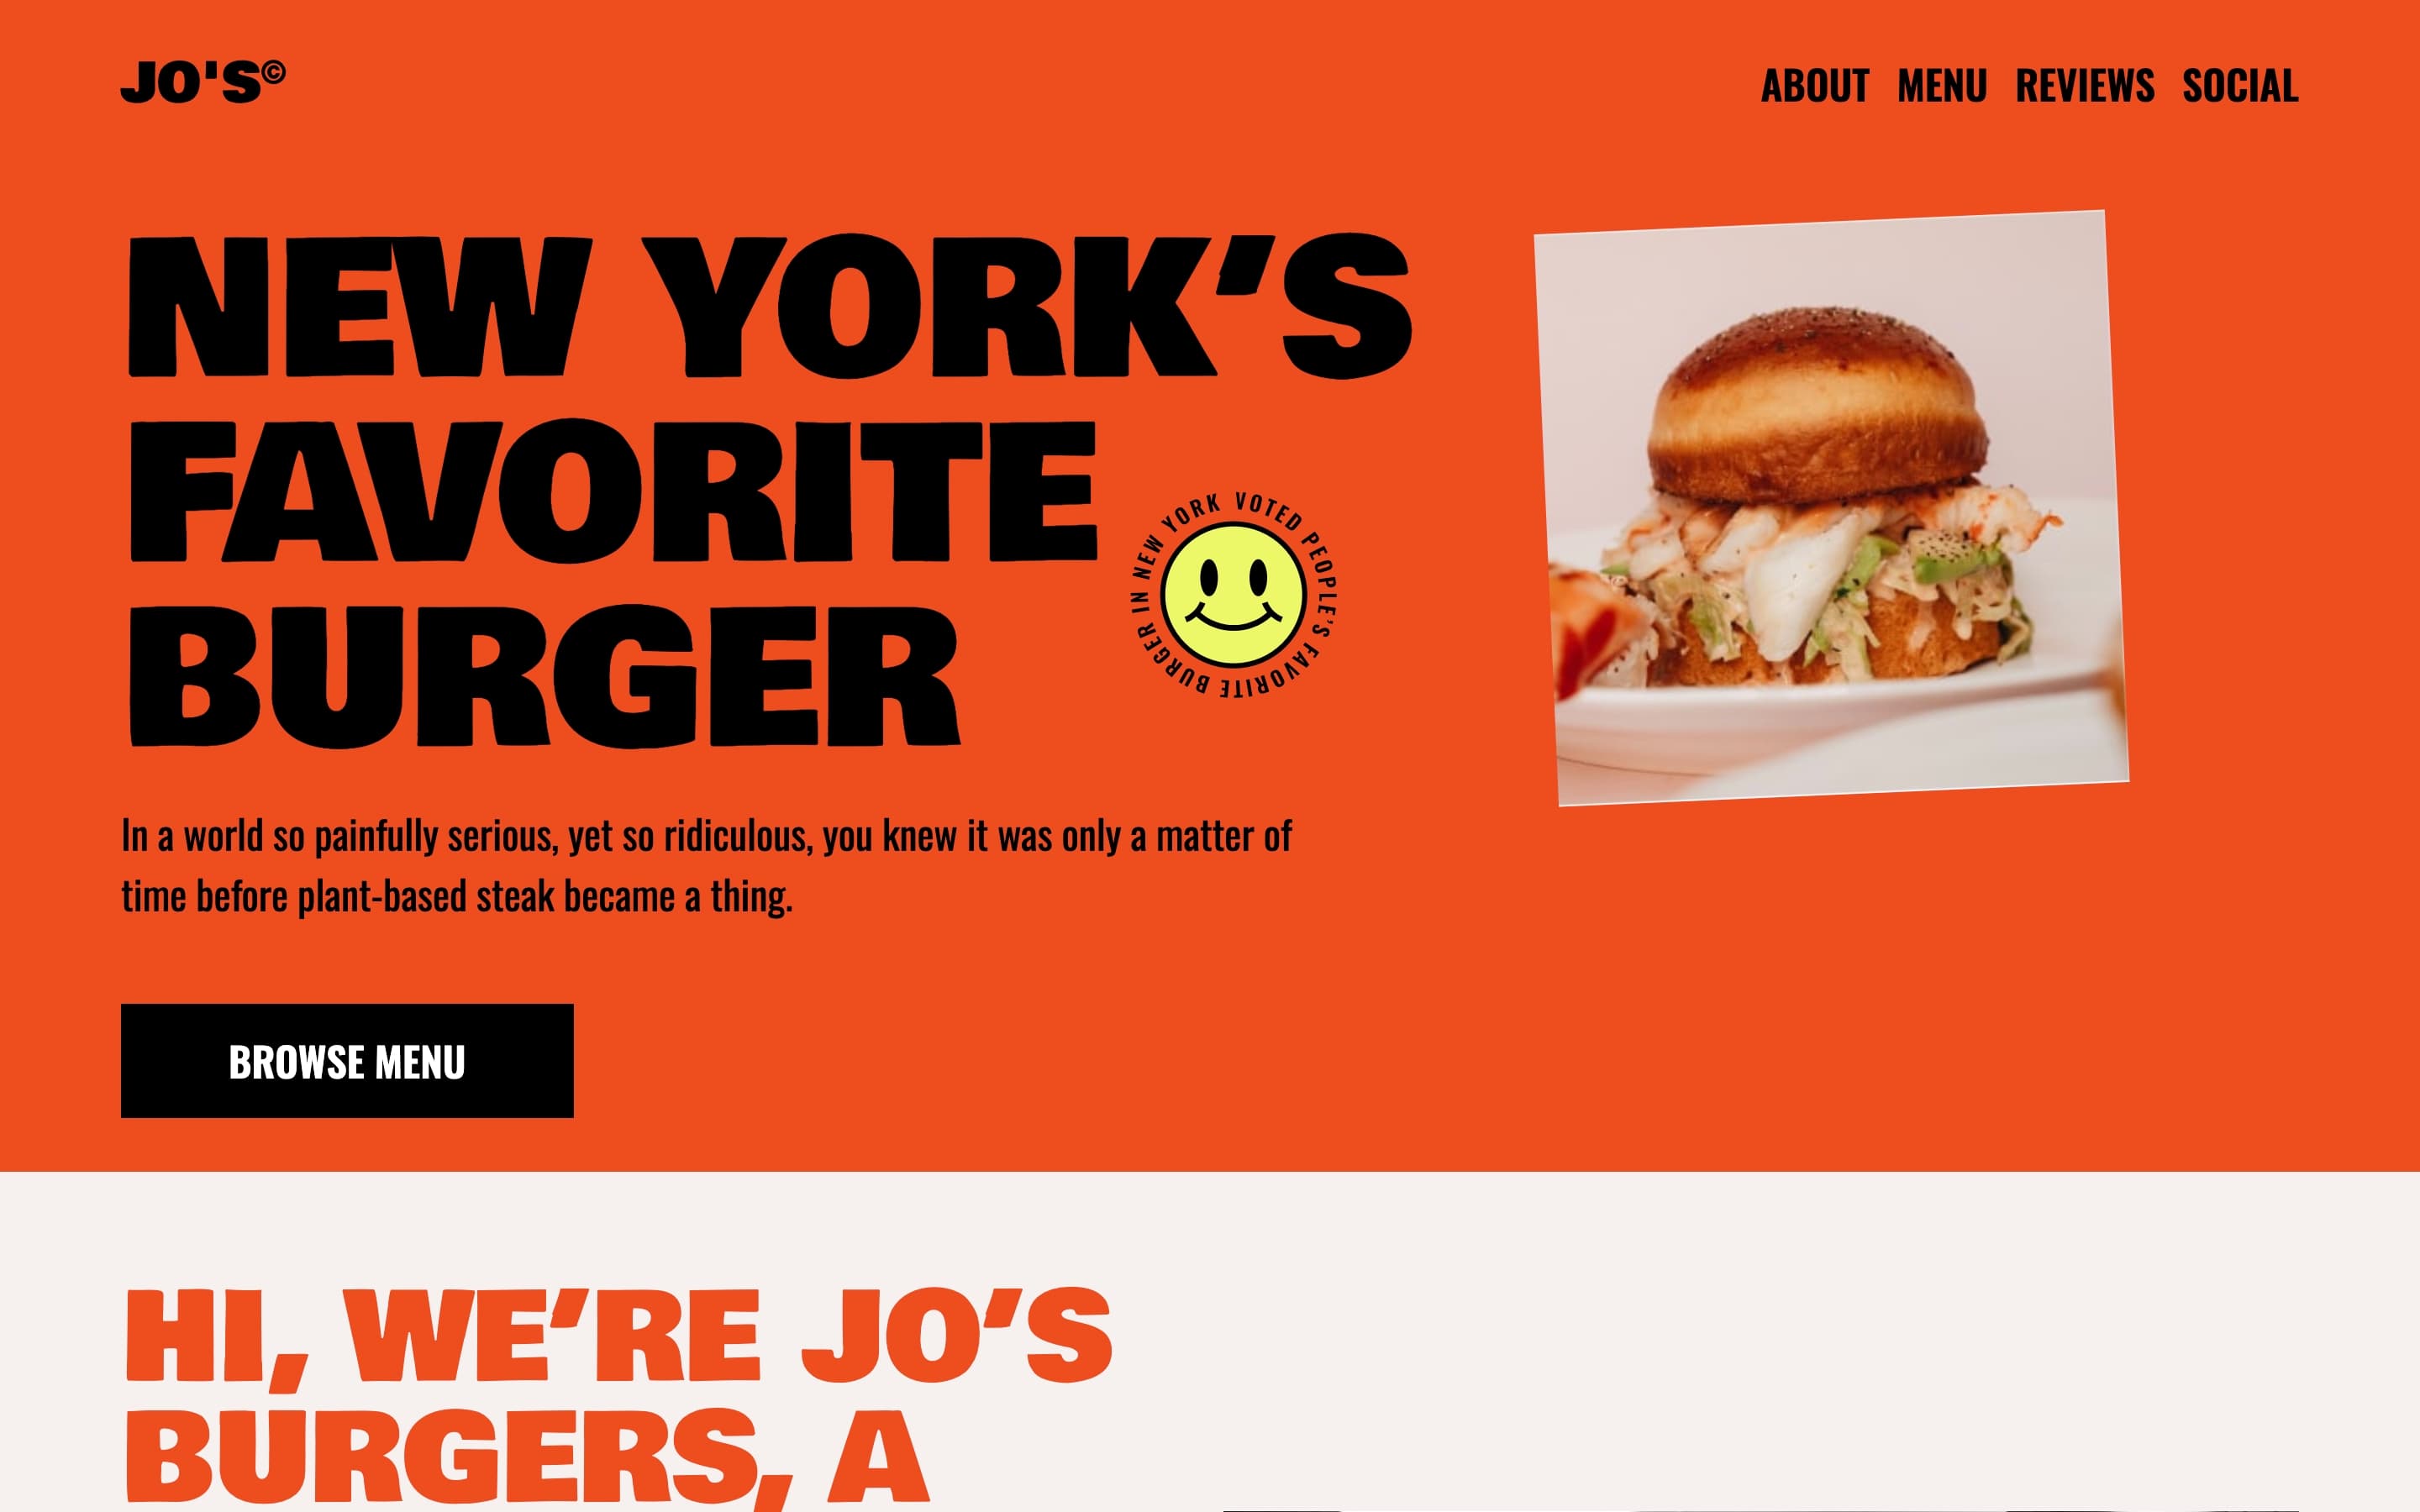 JO'S©
ABOUT MENU REVIEWS SOCIAL
NEW YORK’S
FAVORITE
BURGER
VOTED PEOPLE’S FAVORITE BURGER IN NEW YORK
In a world so painfully serious, yet so ridiculous, you knew it was only a matter of
time before plant-based steak became a thing.
BROWSE MENU
HI, WE’RE JO’S
BURGERS, A